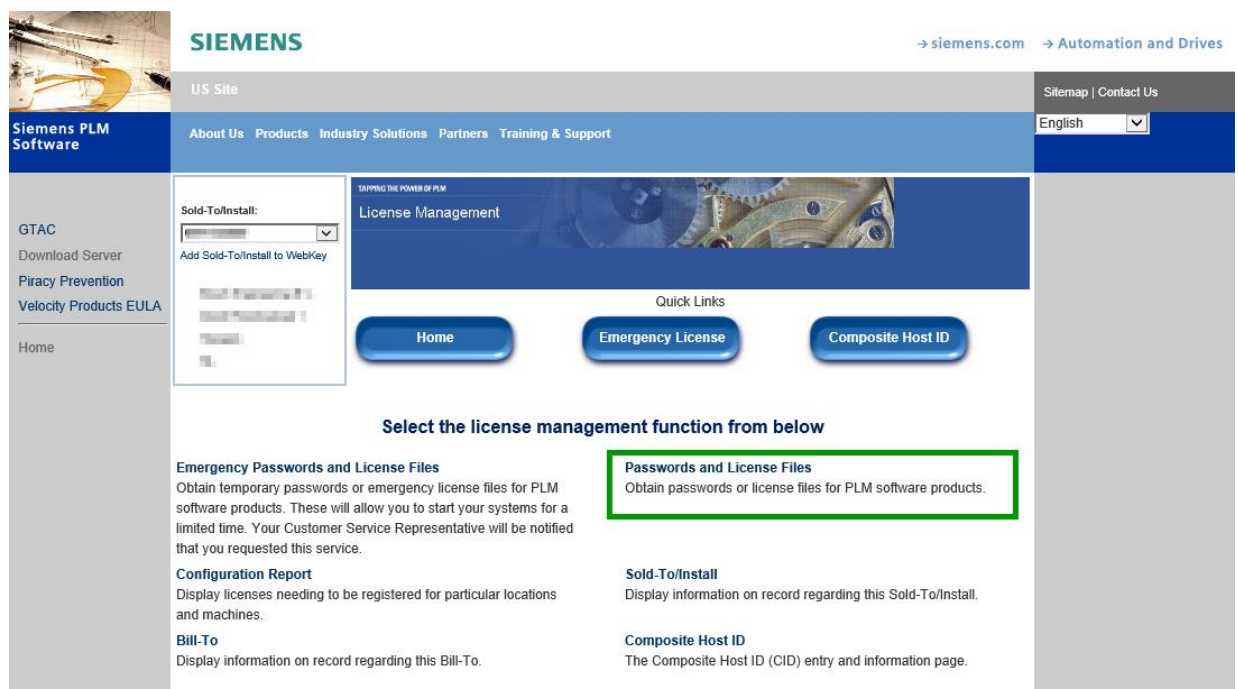 SIEMENS
→ siemens.com → Automation and Drives
US Site
Sitemap | Contact Us
Siemens PLM
Software
About Us Products Industry Solutions Partners Training & Support
English
GTAC
Download Server
Piracy Prevention
Velocity Products EULA
Home
Sold-To/Install:
Add Sold-To/Install to WebKey
TAPPING THE POWER OF PLM
License Management
Quick Links
Home
Emergency License
Composite Host ID
Select the license management function from below
Emergency Passwords and License Files
Obtain temporary passwords or emergency license files for PLM
software products. These will allow you to start your systems for a
limited time. Your Customer Service Representative will be notified
that you requested this service.
Passwords and License Files
Obtain passwords or license files for PLM software products.
Configuration Report
Display licenses needing to be registered for particular locations
and machines.
Sold-To/Install
Display information on record regarding this Sold-To/Install.
Bill-To
Display information on record regarding this Bill-To.
Composite Host ID
The Composite Host ID (CID) entry and information page.